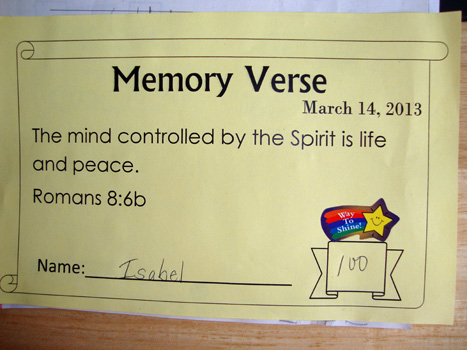 Memory Verse
March 14, 2013
The mind controlled by the Spirit is life
and peace.
Romans 8:6b
Way
To
Shine!
Name: Isabel
100